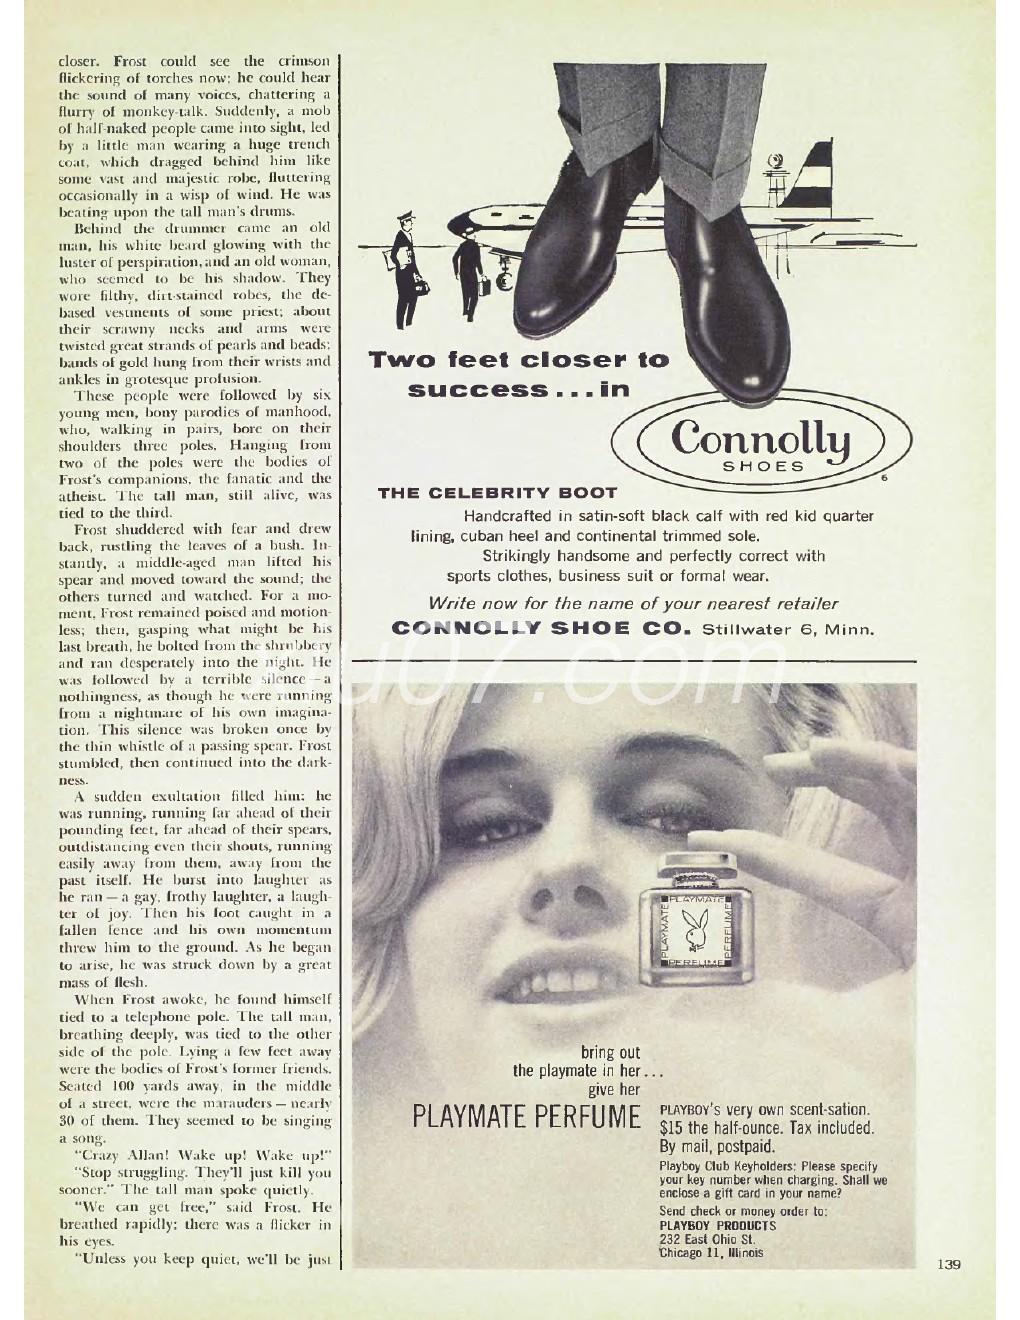 closer. Frost could see the crimson
flickering of torches now; he could hear
the sound of many voices, chattering a
flurry of monkey-talk. Suddenly, a mob
of half-naked people came into sight, led
by a little man wearing a huge trench
coat, which dragged behind him like
some vast and majestic robe, fluttering
occasionally in a wisp of wind. He was
beating upon the tall man's drums.
Behind the drummer came an old
man, his white beard glowing with the
luster of perspiration, and an old woman,
who seemed to be his shadow. They
wore filthy, dirt-stained robes, the de-
based vestments of some priest; about
their scrawny necks and arms were
twisted great strands of pearls and beads;
bands of gold hung from their wrists and
ankles in grotesque profusion.
These people were followed by six
young men, bony parodies of manhood,
who, walking in pairs, bore on their
shoulders three poles. Hanging from
two of the poles were the bodies of
Frost's companions, the fanatic and the
atheist. The tall man, still alive, was
tied to the third.
Frost shuddered with fear and drew
back, rustling the leaves of a bush. In-
stantly, a middle-aged man lifted his
spear and moved toward the sound; the
others turned and watched. For a mo-
ment, Frost remained poised and motion-
less; then, gasping what might be his
last breath, he bolted from the shrubbery
and ran desperately into the night. He
was followed by a terrible silence — a
nothingness, as though he were running
from a nightmare of his own imagina-
tion. This silence was broken once by
the thin whistle of a passing spear. Frost
stumbled, then continued into the dark-
ness.
A sudden exultation filled him: he
was running, running far ahead of their
pounding feet, far ahead of their spears,
outdistancing even their shouts, running
easily away from them, away from the
past itself. He burst into laughter as
he ran — a gay, frothy laughter, a laugh-
ter of joy. Then his foot caught in a
fallen fence and his own momentum
threw him to the ground. As he began
to arise, he was struck down by a great
mass of flesh.
When Frost awoke, he found himself
tied to a telephone pole. The tall man,
breathing deeply, was tied to the other
side of the pole. Lying a few feet away
were the bodies of Frost's former friends.
Seated 100 yards away, in the middle
of a street, were the marauders — nearly
30 of them. They seemed to be singing
a song.
"Crazy Allan! Wake up! Wake up!"
"Stop struggling. They'll just kill you
sooner." The tall man spoke quietly.
"We can get free," said Frost. He
breathed rapidly; there was a flicker in
his eyes.
"Unless you keep quiet, we'll be just
Two feet closer to
success...in
Connolly
SHOES
6
THE CELEBRITY BOOT
Handcrafted in satin-soft black calf with red kid quarter
lining, cuban heel and continental trimmed sole.
Strikingly handsome and perfectly correct with
sports clothes, business suit or formal wear.
Write now for the name of your nearest retailer
CONNOLLY SHOE CO. Stillwater 6, Minn.
PLAYMATE
PLAYMATE
PERFUME
PERFUME
bring out
the playmate in her...
give her
PLAYMATE PERFUME
PLAYBOY's very own scent-sation.
$15 the half-ounce. Tax included.
By mail, postpaid.
Playboy Club Keyholders: Please specify
your key number when charging. Shall we
enclose a gift card in your name?
Send check or money order to:
PLAYBOY PRODUCTS
232 East Ohio St.
Chicago 11, Illinois
139